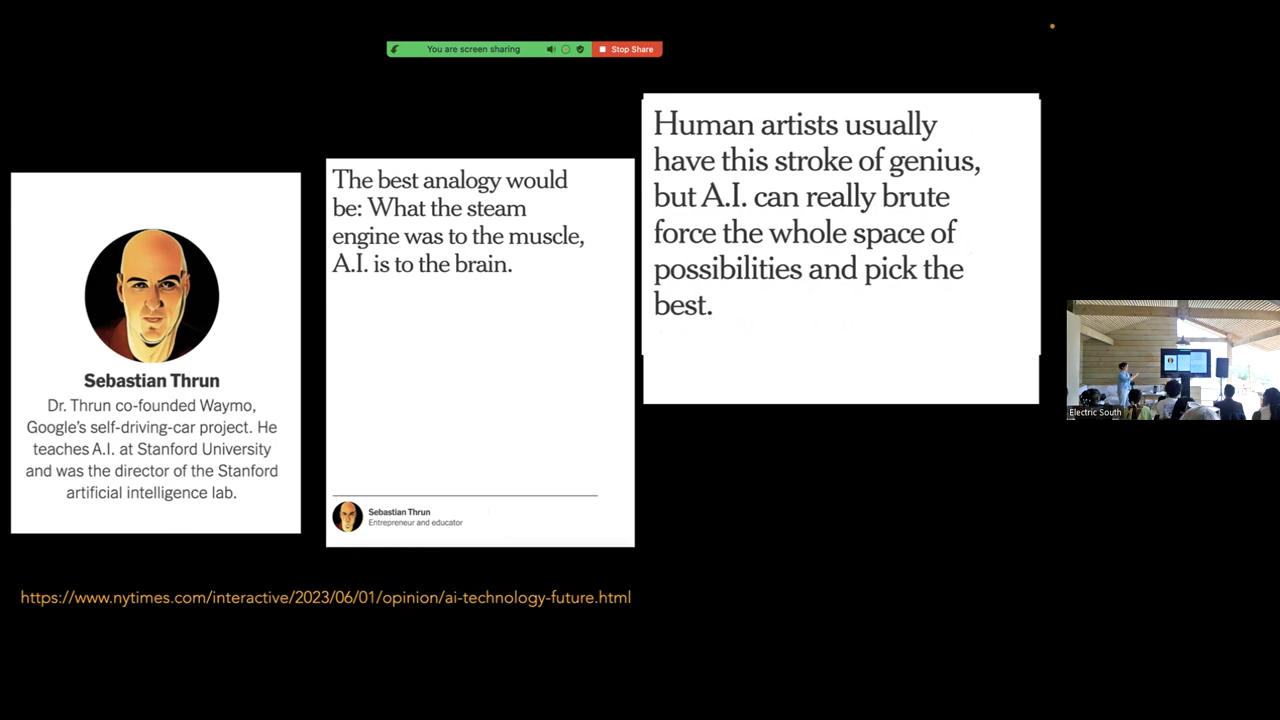 You are screen sharing
Stop Share
Sebastian Thrun
Dr. Thrun co-founded Waymo,
Google's self-driving-car project. He
teaches A.I. at Stanford University
and was the director of the Stanford
artificial intelligence lab.
The best analogy would
be: What the steam
engine was to the muscle,
A.I. is to the brain.
Sebastian Thrun
Entrepreneur and educator
Human artists usually
have this stroke of genius,
but A.I. can really brute
force the whole space of
possibilities and pick the
best.
Electric South
https://www.nytimes.com/interactive/2023/06/01/opinion/ai-technology-future.html